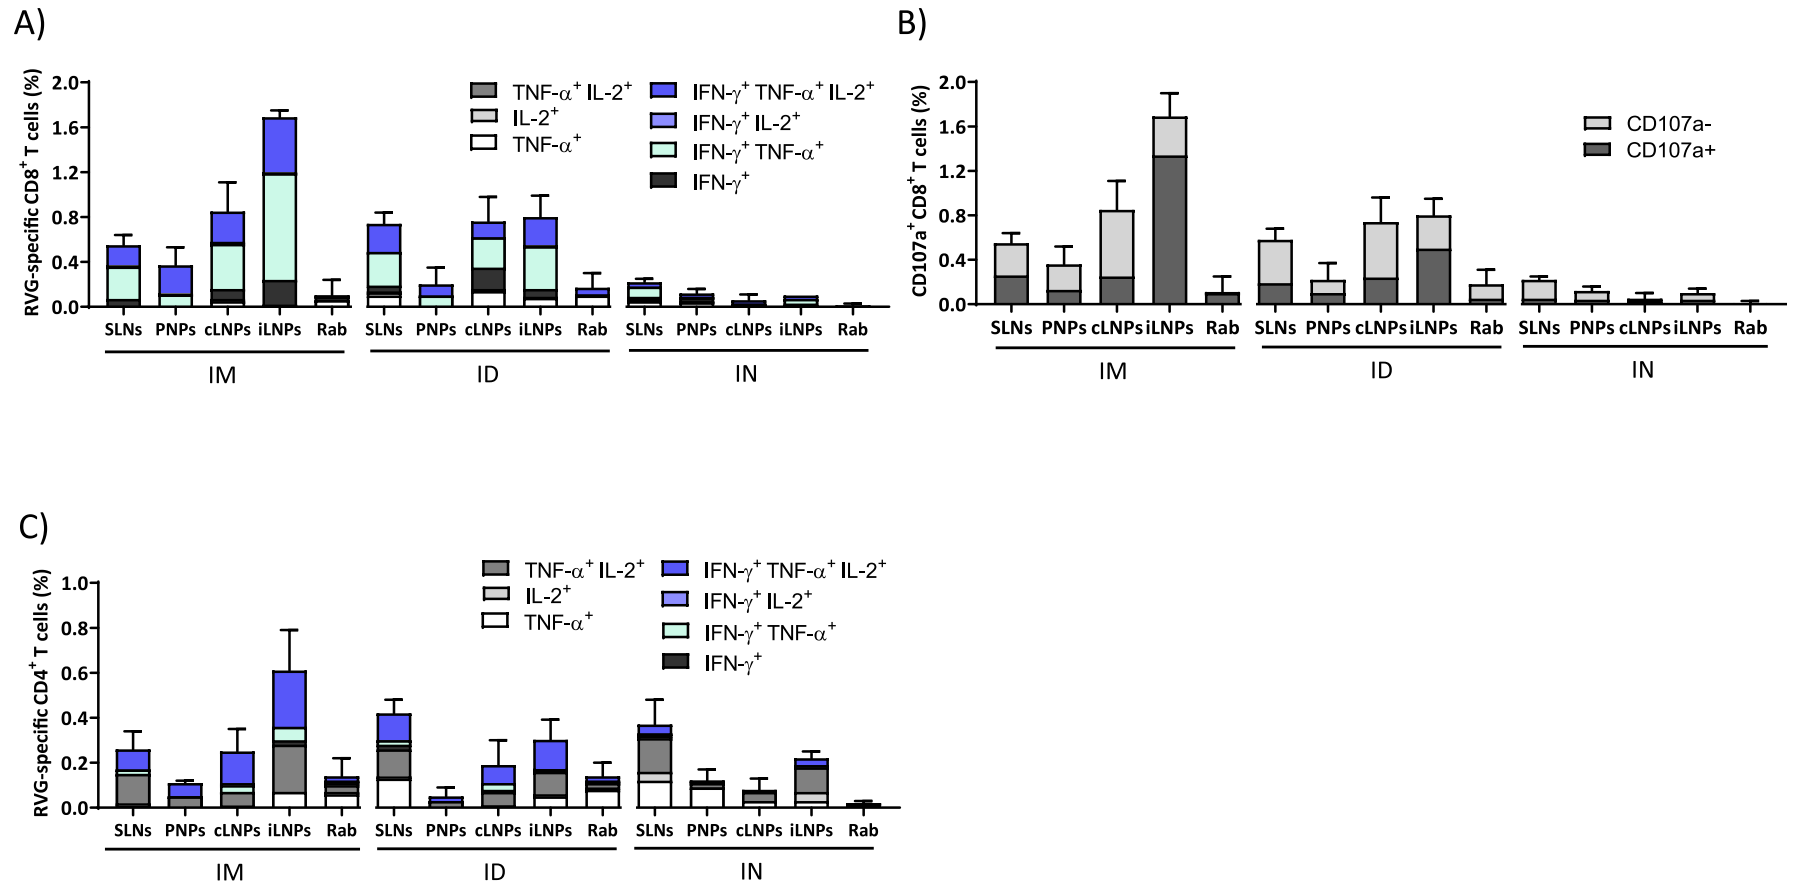 A)
RVG-specific CD8+ T cells (%)
2.0
1.6
1.2
0.8
0.4
0.0
TNF-α+ IL-2+
IL-2+
TNF-α+
IFN-γ+ TNF-α+ IL-2+
IFN-γ+ IL-2+
IFN-γ+ TNF-α+
IFN-γ+
SLNs PNPs cLNPs iLNPs Rab
SLNs PNPs cLNPs iLNPs Rab
SLNs PNPs cLNPs iLNPs Rab
IM
ID
IN
B)
CD107a+ CD8+ T cells (%)
2.0
1.6
1.2
0.8
0.4
0.0
CD107a-
CD107a+
SLNs PNPs cLNPs iLNPs Rab
SLNs PNPs cLNPs iLNPs Rab
SLNs PNPs cLNPs iLNPs Rab
IM
ID
IN
C)
RVG-specific CD4+ T cells (%)
1.0
0.8
0.6
0.4
0.2
0.0
TNF-α+ IL-2+
IL-2+
TNF-α+
IFN-γ+ TNF-α+ IL-2+
IFN-γ+ IL-2+
IFN-γ+ TNF-α+
IFN-γ+
SLNs PNPs cLNPs iLNPs Rab
SLNs PNPs cLNPs iLNPs Rab
SLNs PNPs cLNPs iLNPs Rab
IM
ID
IN